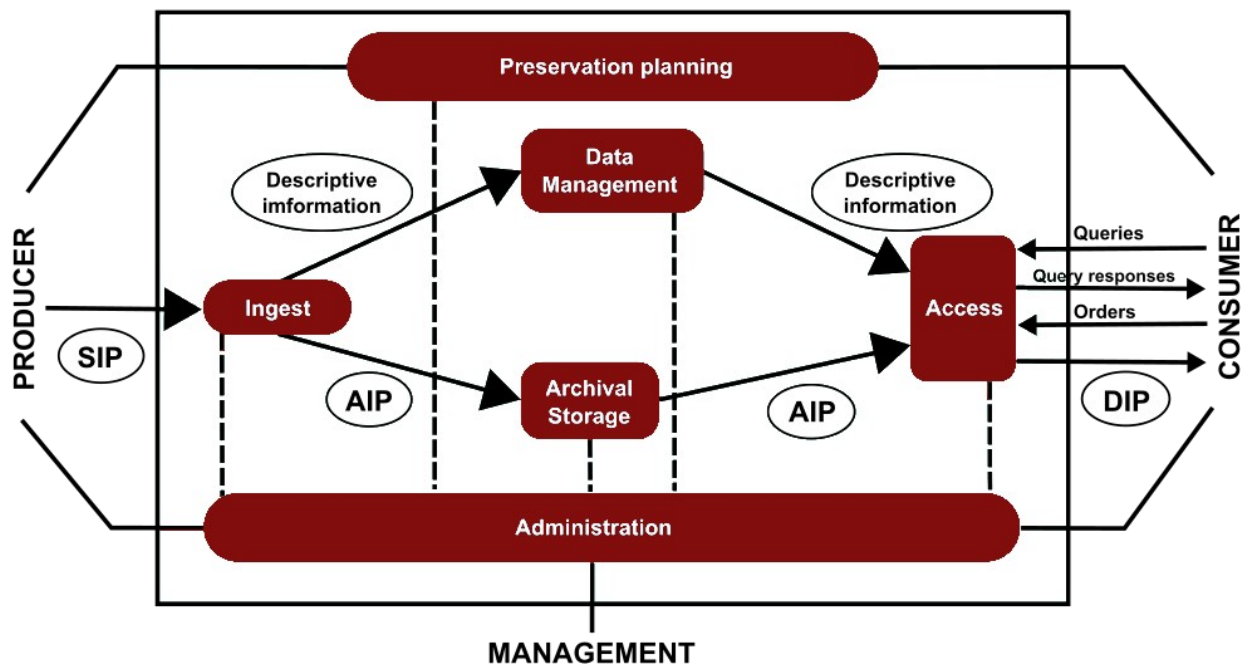 Preservation planning
Data
Management
Descriptive
imformation
Descriptive
information
PRODUCER
SIP
Ingest
AIP
Archival
Storage
AIP
Access
Queries
Query responses
Orders
DIP
CONSUMER
Administration
MANAGEMENT